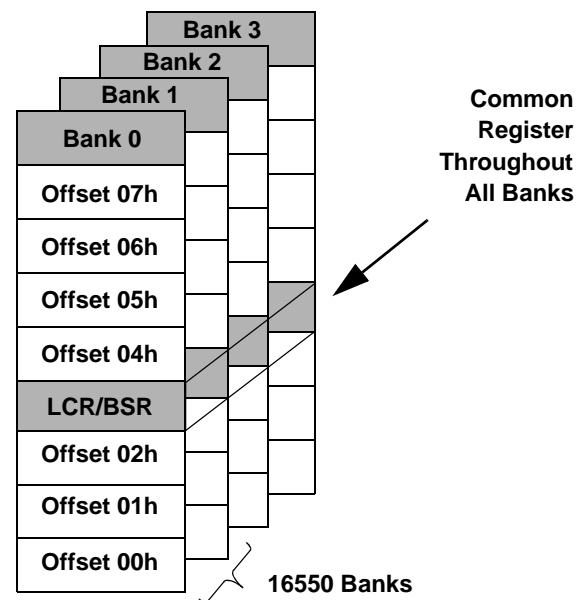 Bank 3
Bank 2
Bank 1
Bank 0
Common
Register
Throughout
All Banks
Offset 07h
Offset 06h
Offset 05h
Offset 04h
LCR/BSR
Offset 02h
Offset 01h
Offset 00h
16550 Banks